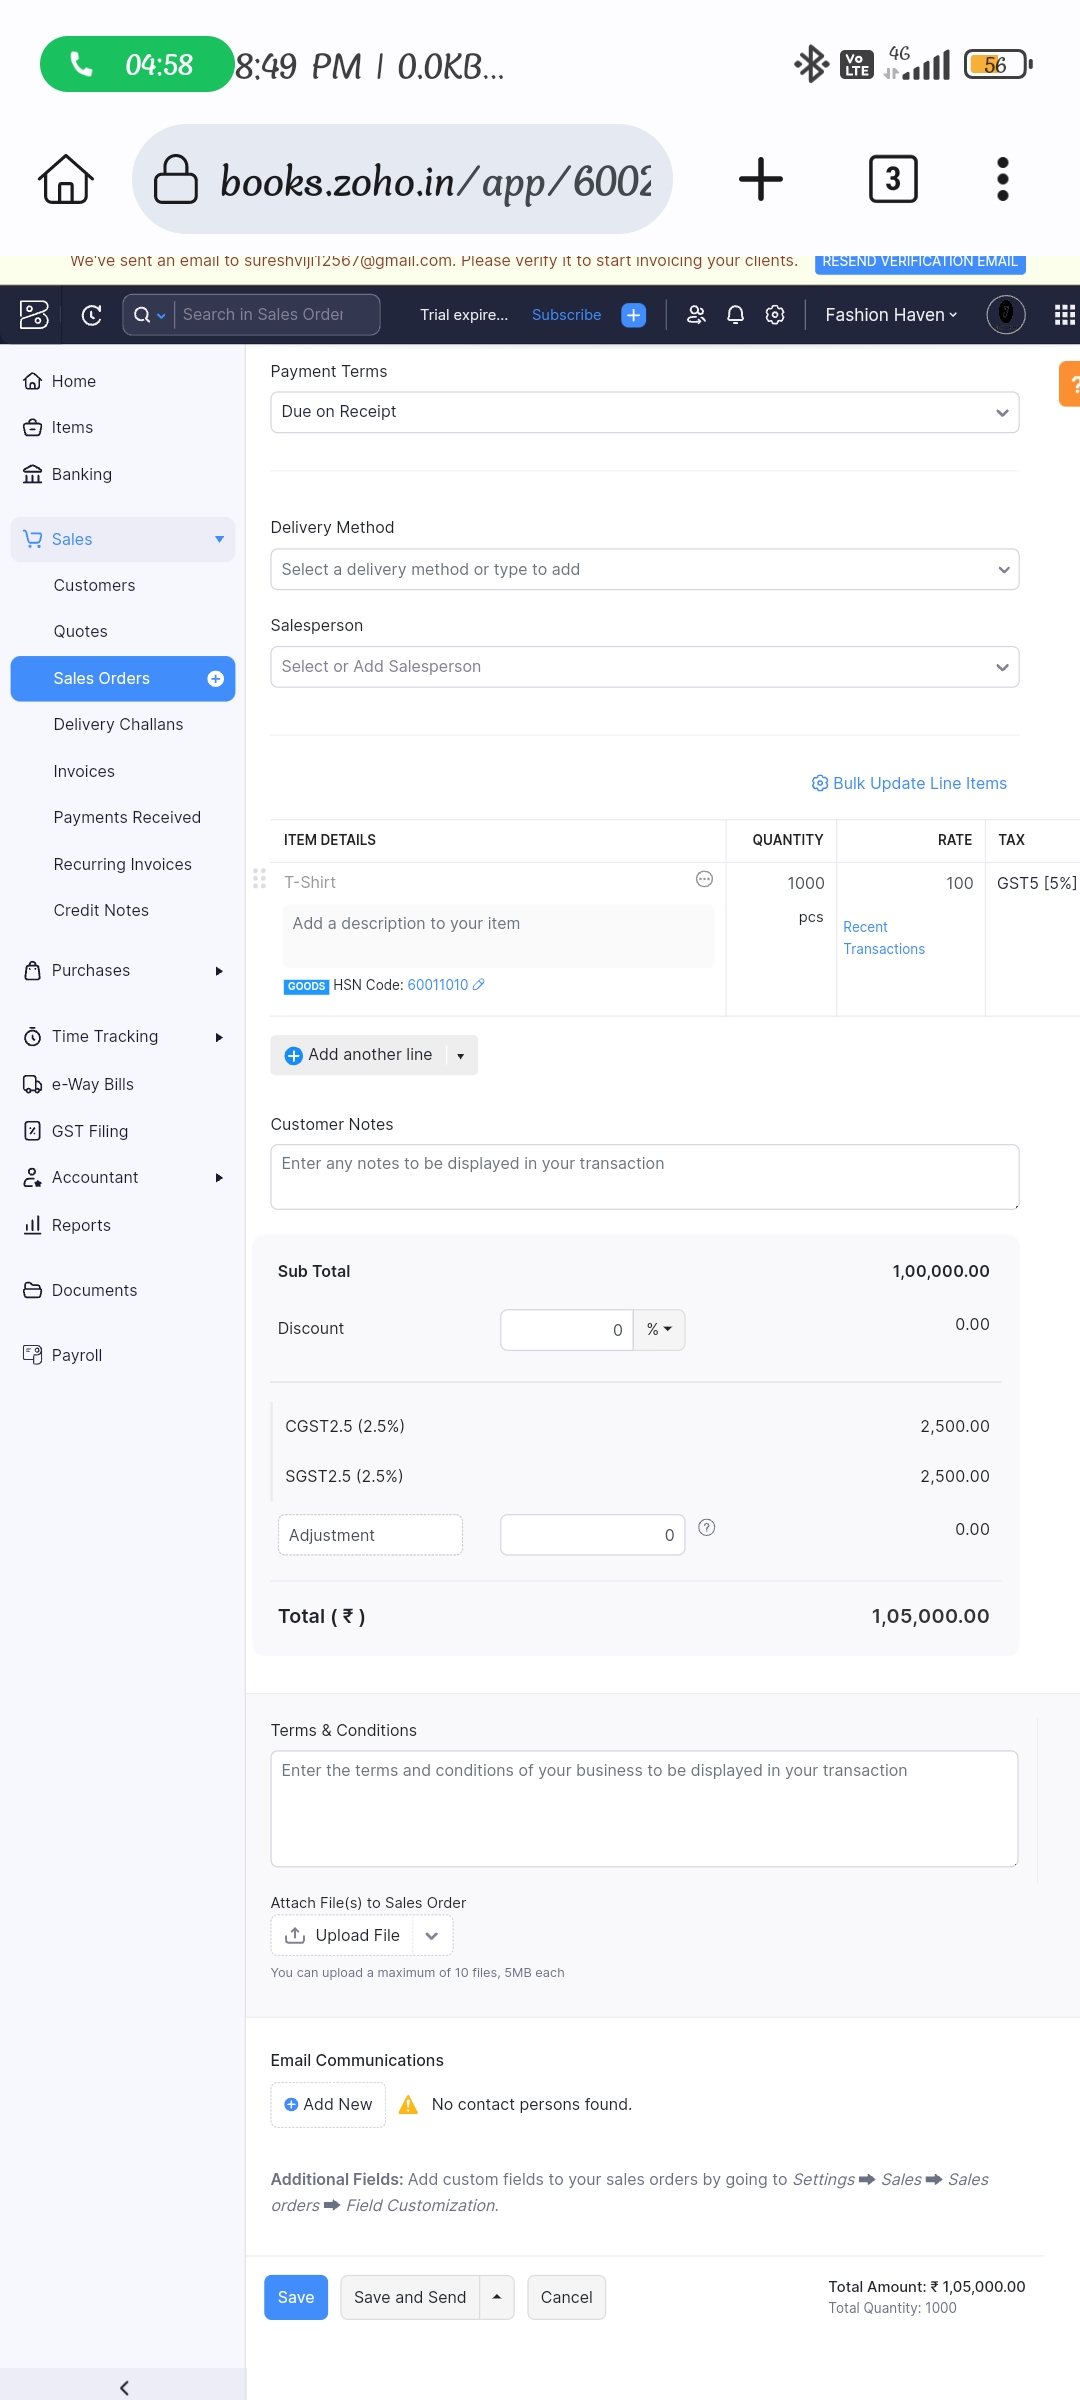 04:58
8:49 PM | 0.0KB...
Vo LTE
4G
56
books.zoho.in/app/6002
3
We've sent an email to sureshviji12567@gmail.com. Please verify it to start invoicing your clients.
RESEND VERIFICATION EMAIL
Search in Sales Order
Trial expire...
Subscribe
Fashion Haven
Home
Items
Banking
Sales
Customers
Quotes
Sales Orders
Delivery Challans
Invoices
Payments Received
Recurring Invoices
Credit Notes
Purchases
Time Tracking
e-Way Bills
GST Filing
Accountant
Reports
Documents
Payroll
Payment Terms
Due on Receipt
?
Delivery Method
Select a delivery method or type to add
Salesperson
Select or Add Salesperson
Bulk Update Line Items
ITEM DETAILS QUANTITY RATE TAX
T-Shirt 1000 100 GST5 [5%]
pcs
Add a description to your item
Recent
Transactions
GOODS HSN Code: 60011010
Add another line
Customer Notes
Enter any notes to be displayed in your transaction
Sub Total 1,00,000.00
Discount 0 % 0.00
CGST2.5 (2.5%) 2,500.00
SGST2.5 (2.5%) 2,500.00
Adjustment 0 ? 0.00
Total ( ₹ ) 1,05,000.00
Terms & Conditions
Enter the terms and conditions of your business to be displayed in your transaction
Attach File(s) to Sales Order
Upload File
You can upload a maximum of 10 files, 5MB each
Email Communications
Add New No contact persons found.
Additional Fields: Add custom fields to your sales orders by going to Settings ➡ Sales ➡ Sales
orders ➡ Field Customization.
Save Save and Send Cancel
Total Amount: ₹ 1,05,000.00
Total Quantity: 1000